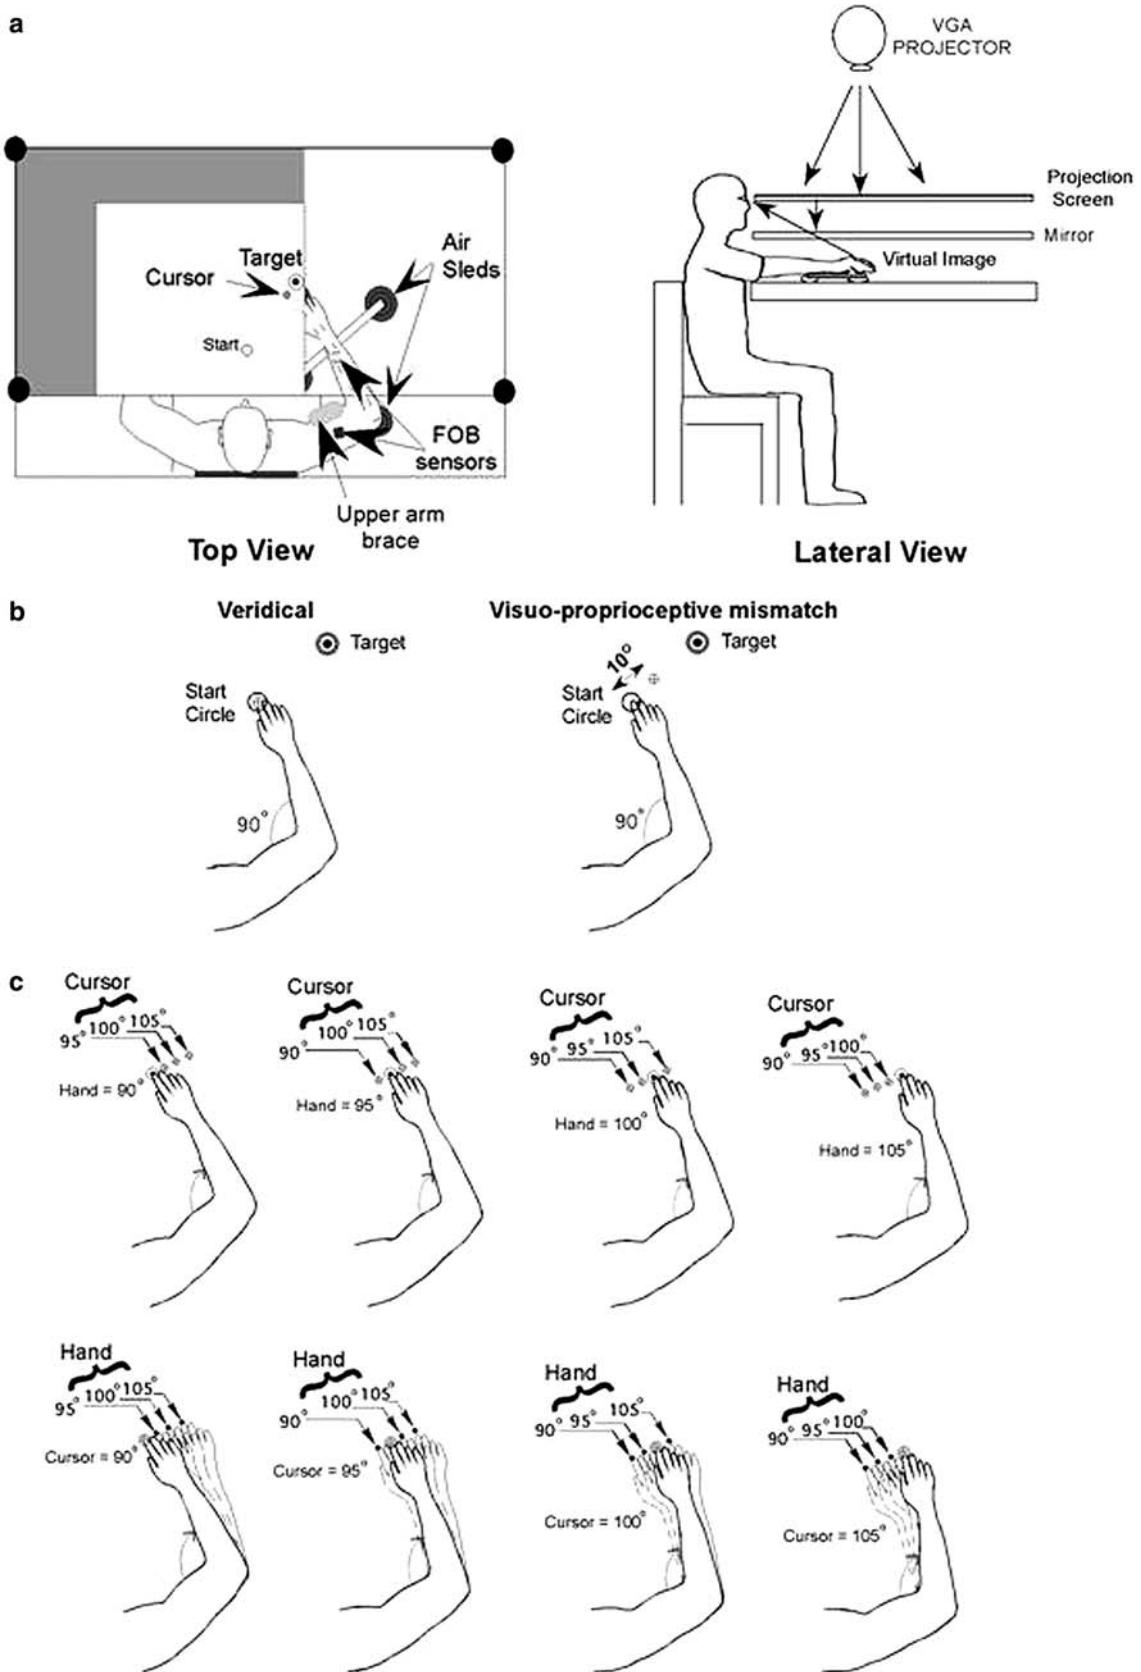 a
VGA
PROJECTOR
Projection
Screen
Mirror
Virtual Image
Air
Sleds
Target
Cursor
Start
FOB
sensors
Upper arm
brace
Top View
Lateral View
b
Veridical
Visuo-proprioceptive mismatch
Target
Target
10°
Start
Circle
Start
Circle
90°
90°
c
Cursor
95° 100° 105°
Hand = 90°
Cursor
90° 100° 105°
Hand = 95°
Cursor
90° 95° 105°
Hand = 100°
Cursor
90° 95° 100°
Hand = 105°
Hand
95° 100° 105°
Cursor = 90°
Hand
90° 100° 105°
Cursor = 95°
Hand
90° 95° 105°
Cursor = 100°
Hand
90° 95° 100°
Cursor = 105°